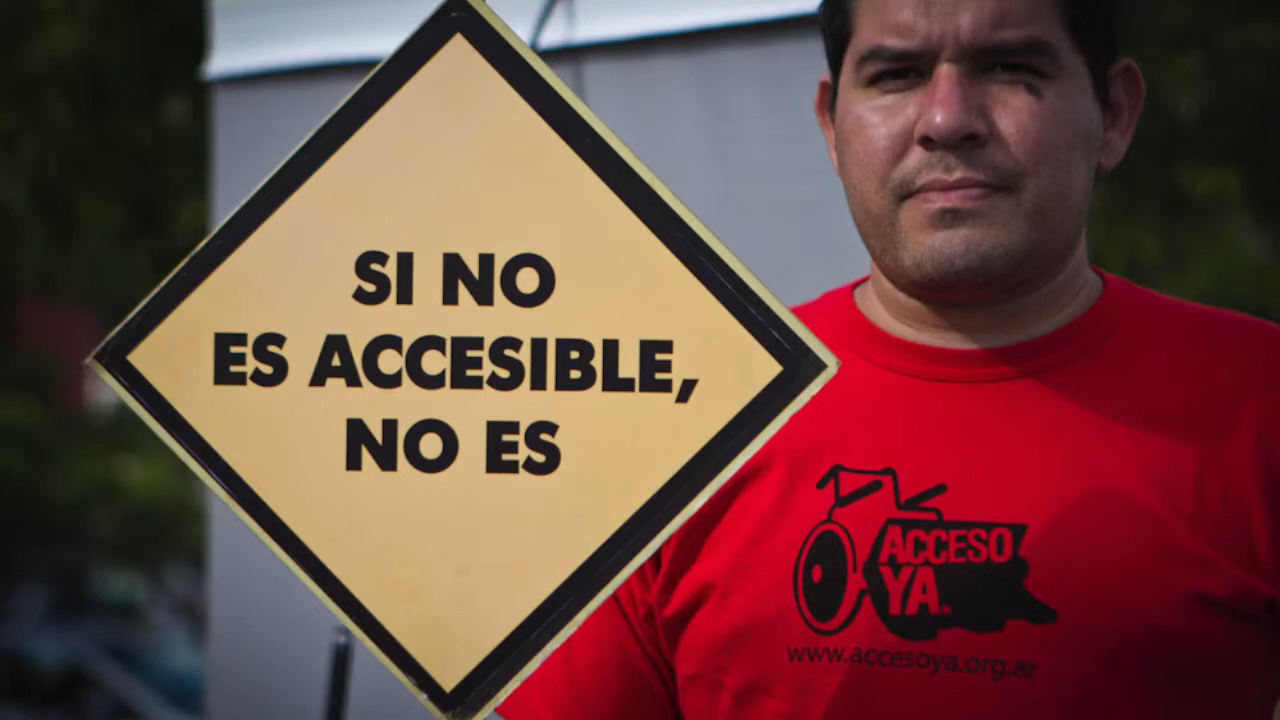 SI NO
ES ACCESIBLE,
NO ES
ACCESO
YA.
www.accesoya.org.ar